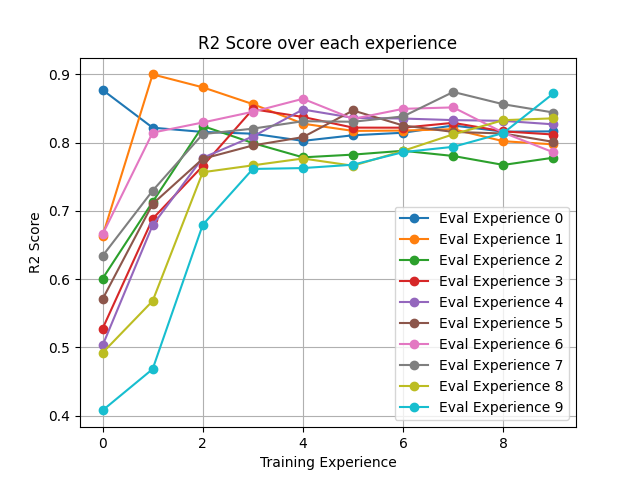 R2 Score over each experience
R2 Score
0.9
0.8
0.7
0.6
0.5
0.4
Eval Experience 0
Eval Experience 1
Eval Experience 2
Eval Experience 3
Eval Experience 4
Eval Experience 5
Eval Experience 6
Eval Experience 7
Eval Experience 8
Eval Experience 9
0 2 4 6 8
Training Experience